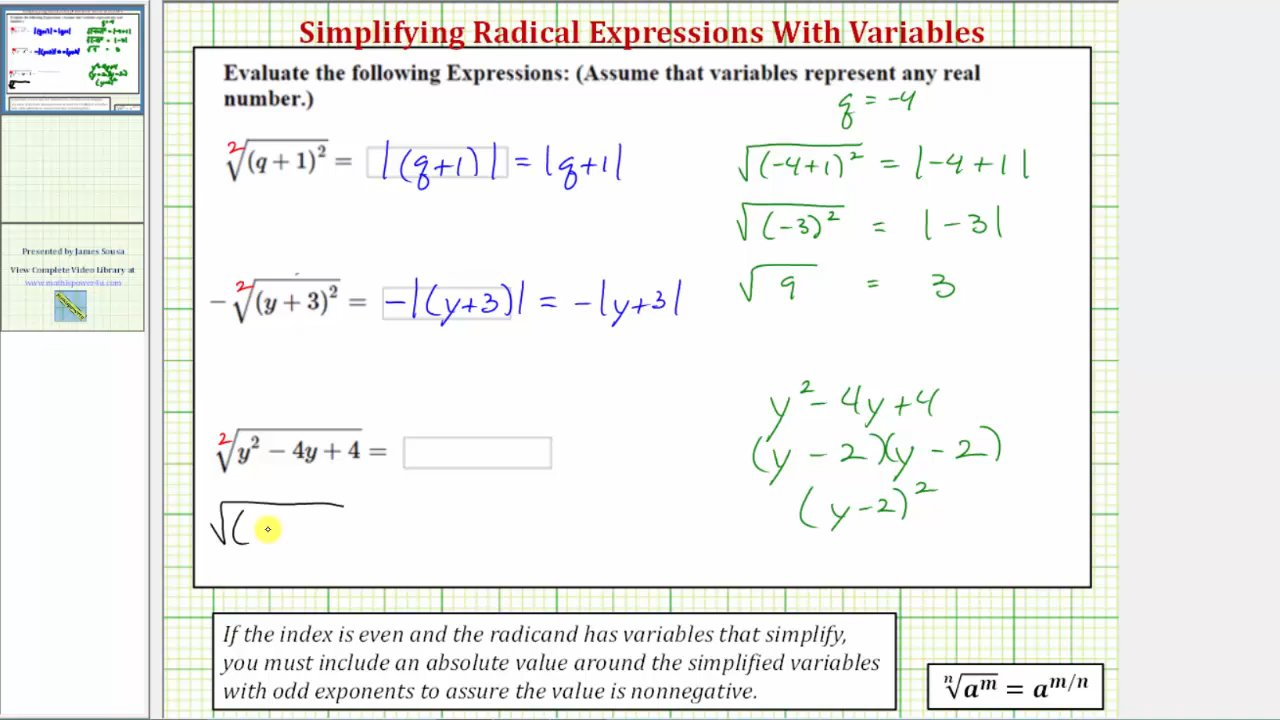 Simplifying Radical Expressions With Variables
Evaluate the following Expressions: (Assume that variables represent any real
number.)
q = -4
²√(q + 1)² = |(q+1)| = |q+1|
√(-4+1)² = |-4+1|
√(-3)² = |-3|
-²√(y + 3)² = -|(y+3)| = -|y+3|
√9 = 3
y² - 4y + 4
²√y² − 4y + 4 =
(y - 2)(y - 2)
(y-2)²
√(
If the index is even and the radicand has variables that simplify,
you must include an absolute value around the simplified variables
with odd exponents to assure the value is nonnegative.
ⁿ√aᵐ = a^m/n
Presented by James Sousa
View Complete Video Library at
www.mathispower4u.com